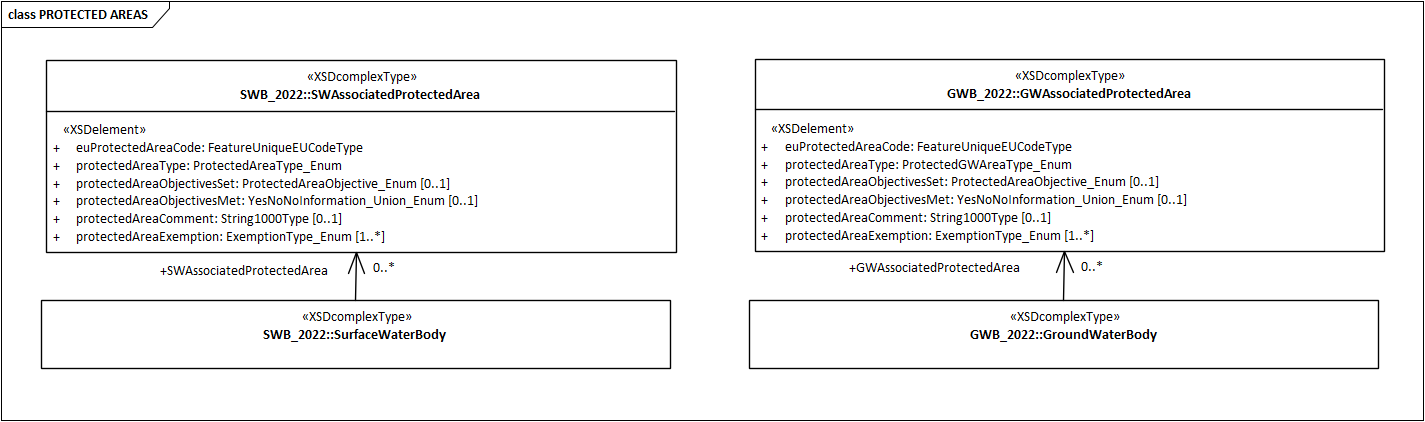 class PROTECTED AREAS
«XSDcomplexType»
SWB_2022::SWAssociatedProtectedArea
«XSDelement»
+ euProtectedAreaCode: FeatureUniqueEUCodeType
+ protectedAreaType: ProtectedAreaType_Enum
+ protectedAreaObjectivesSet: ProtectedAreaObjective_Enum [0..1]
+ protectedAreaObjectivesMet: YesNoNoInformation_Union_Enum [0..1]
+ protectedAreaComment: String1000Type [0..1]
+ protectedAreaExemption: ExemptionType_Enum [1..*]
+SWAssociatedProtectedArea 0..*
«XSDcomplexType»
SWB_2022::SurfaceWaterBody
«XSDcomplexType»
GWB_2022::GWAssociatedProtectedArea
«XSDelement»
+ euProtectedAreaCode: FeatureUniqueEUCodeType
+ protectedAreaType: ProtectedGWAreaType_Enum
+ protectedAreaObjectivesSet: ProtectedAreaObjective_Enum [0..1]
+ protectedAreaObjectivesMet: YesNoNoInformation_Union_Enum [0..1]
+ protectedAreaComment: String1000Type [0..1]
+ protectedAreaExemption: ExemptionType_Enum [1..*]
+GWAssociatedProtectedArea 0..*
«XSDcomplexType»
GWB_2022::GroundWaterBody